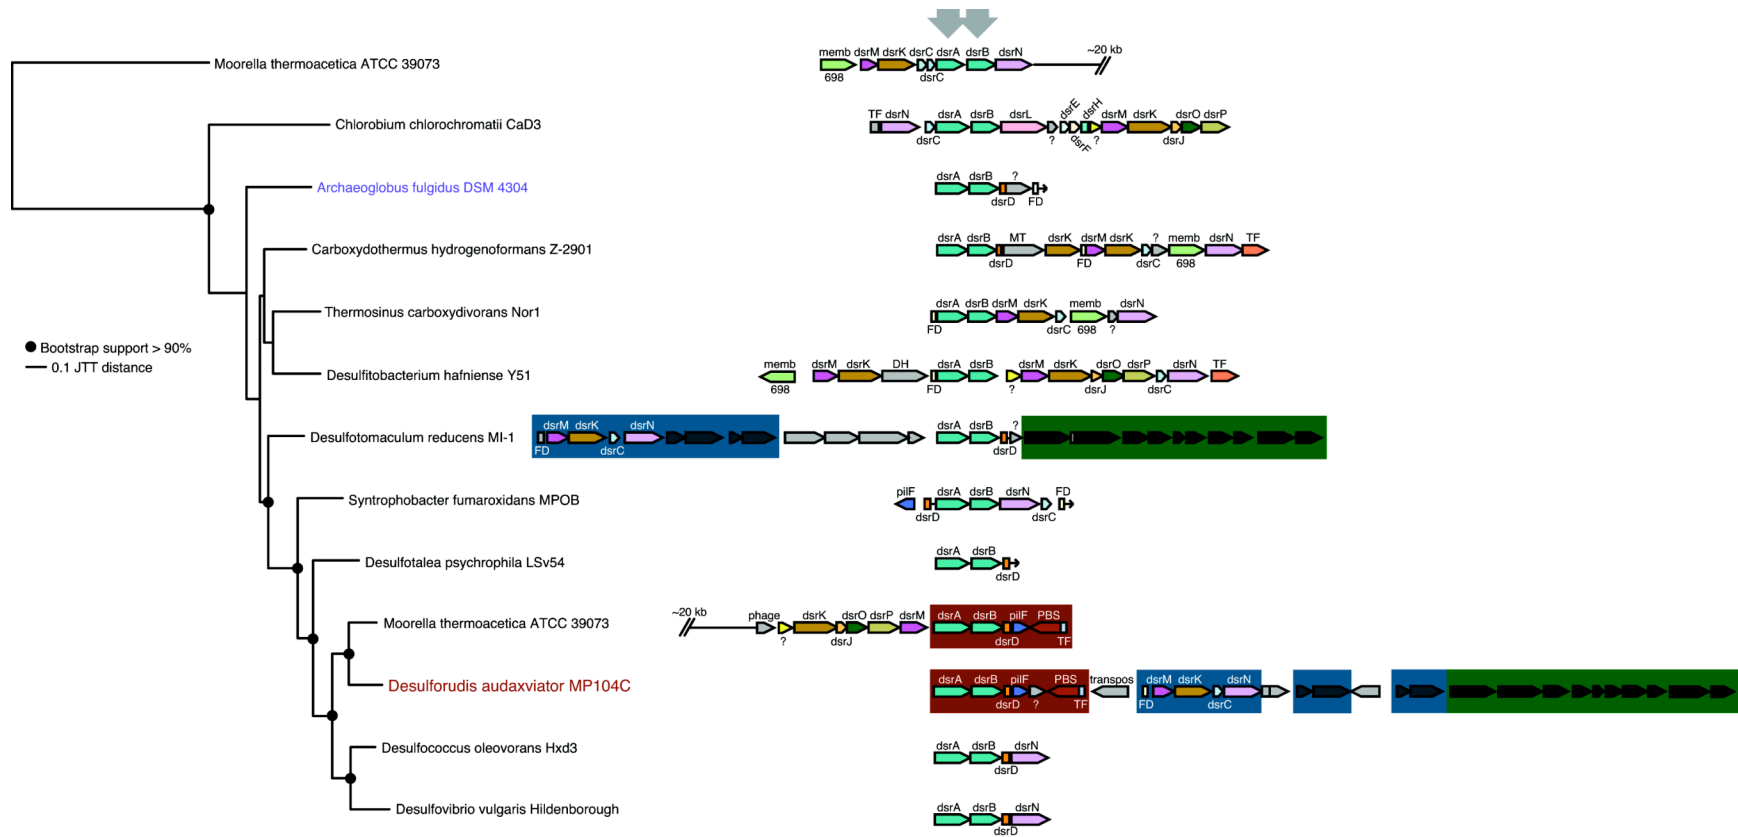 Moorella thermoacetica ATCC 39073
memb dsrM dsrK dsrC dsrA dsrB dsrN ~20 kb
698 dsrC
Chlorobium chlorochromatii CaD3
TF dsrN dsrA dsrB dsrL dsrE dsrH dsrM dsrK dsrO dsrP
dsrC ? dsrF ? dsrJ
Archaeoglobus fulgidus DSM 4304
dsrA dsrB ?
dsrD FD
Carboxydothermus hydrogenoformans Z-2901
dsrA dsrB MT dsrK dsrM dsrK ? memb dsrN TF
dsrD FD dsrC 698
Thermosinus carboxydivorans Nor1
dsrA dsrB dsrM dsrK memb dsrN
FD dsrC 698 ?
Bootstrap support > 90%
0.1 JTT distance
Desulfitobacterium hafniense Y51
memb dsrM dsrK DH dsrA dsrB dsrM dsrK dsrO dsrP dsrN TF
698 FD ? dsrJ dsrC
Desulfotomaculum reducens MI-1
dsrM dsrK dsrN dsrA dsrB ?
FD dsrC dsrD
Syntrophobacter fumaroxidans MPOB
pilF dsrA dsrB dsrN FD
dsrD dsrC
Desulfotalea psychrophila LSv54
dsrA dsrB
dsrD
Moorella thermoacetica ATCC 39073
~20 kb phage dsrK dsrO dsrP dsrM dsrA dsrB pilF PBS
? dsrJ dsrD TF
Desulforudis audaxviator MP104C
dsrA dsrB pilF PBS transpos dsrM dsrK dsrN
dsrD ? TF FD dsrC
Desulfococcus oleovorans Hxd3
dsrA dsrB dsrN
dsrD
Desulfovibrio vulgaris Hildenborough
dsrA dsrB dsrN
dsrD